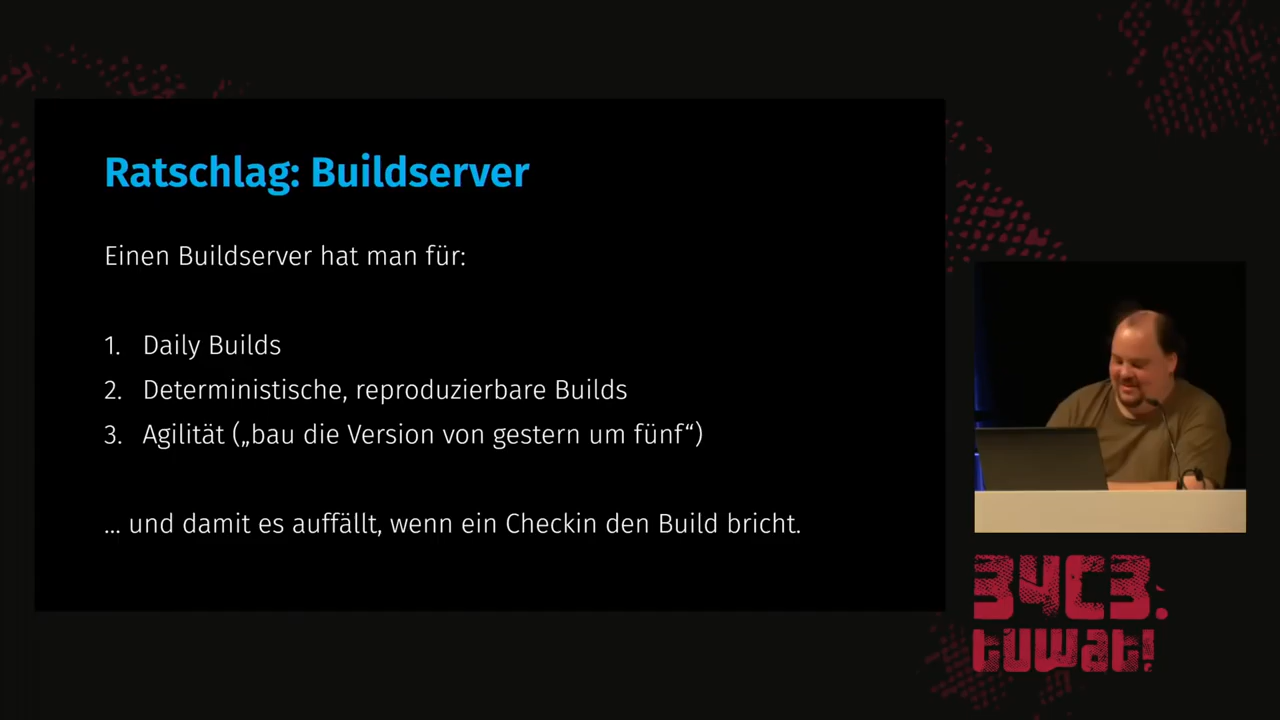 Ratschlag: Buildserver
Einen Buildserver hat man für:
1. Daily Builds
2. Deterministische, reproduzierbare Builds
3. Agilität („bau die Version von gestern um fünf“)
... und damit es auffällt, wenn ein Checkin den Build bricht.
34C3.
tuwat!